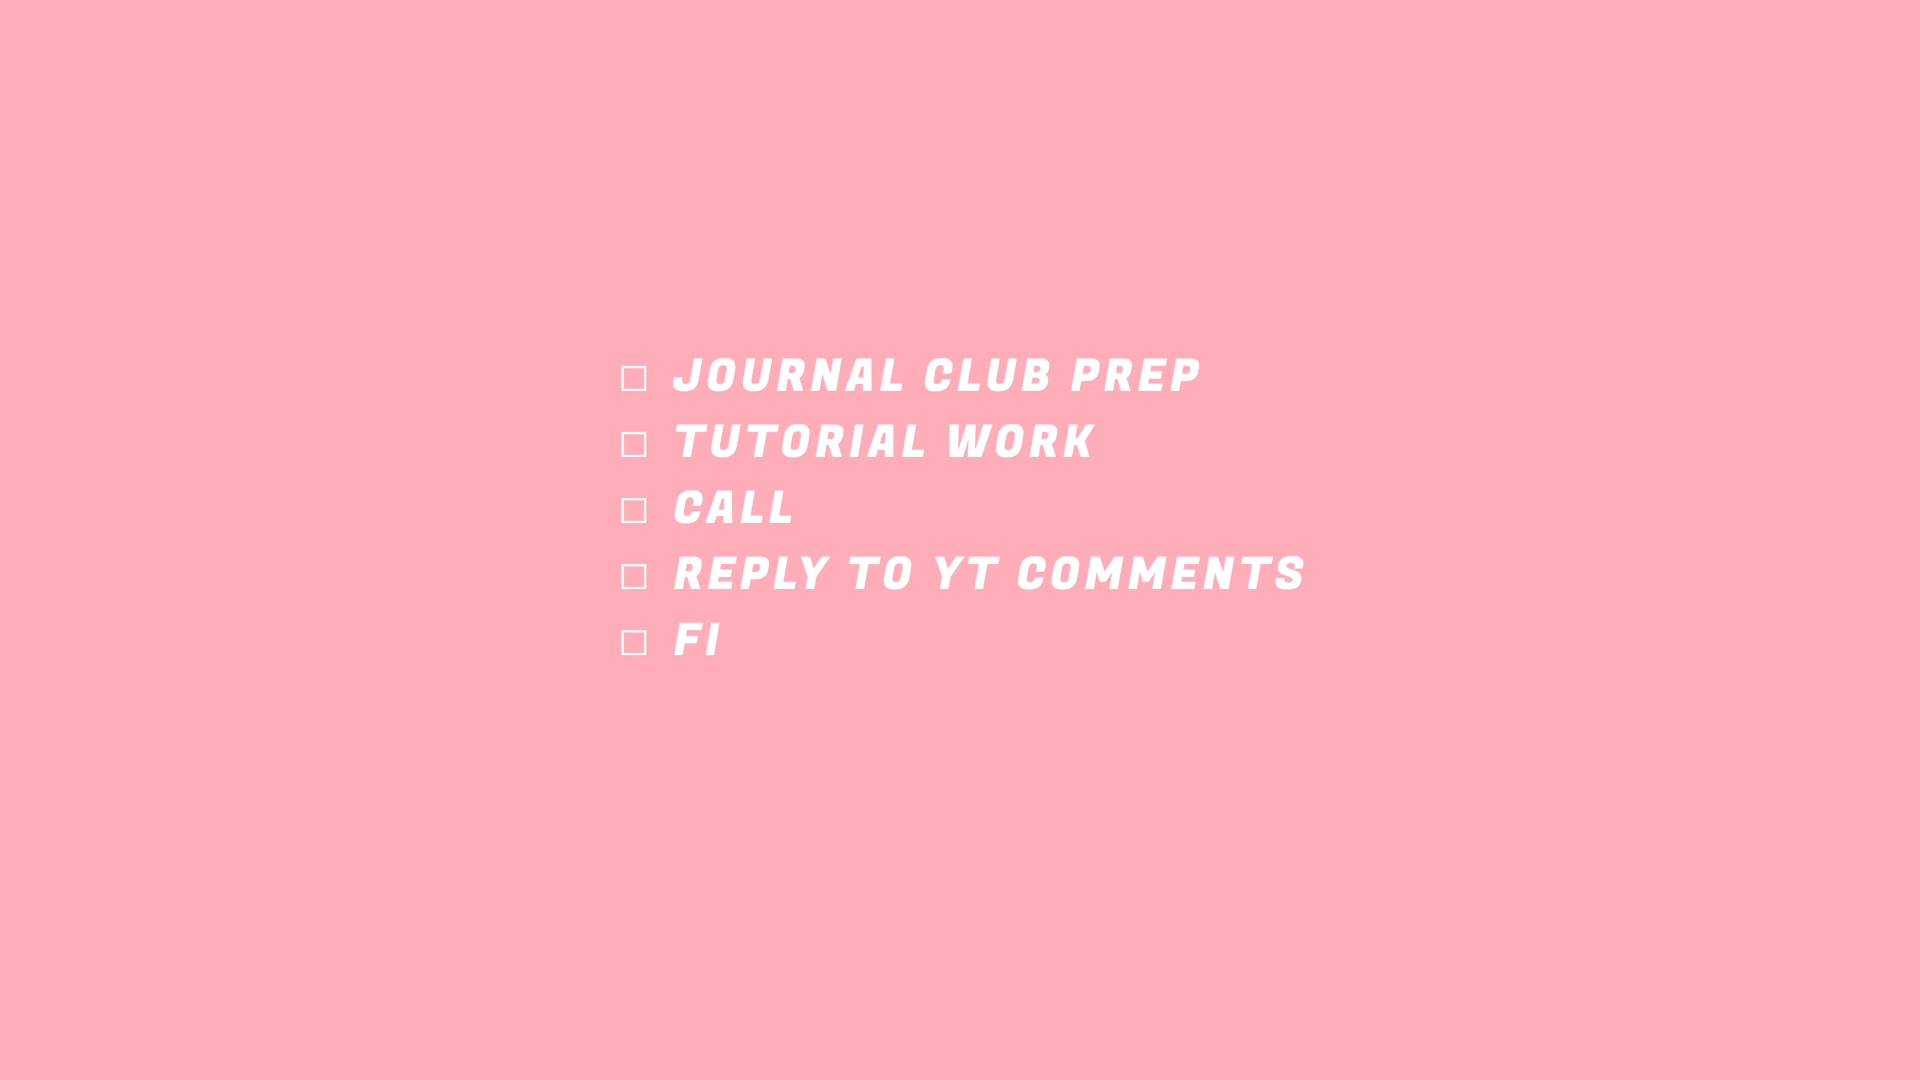 □ JOURNAL CLUB PREP
□ TUTORIAL WORK
□ CALL
□ REPLY TO YT COMMENTS
□ FI